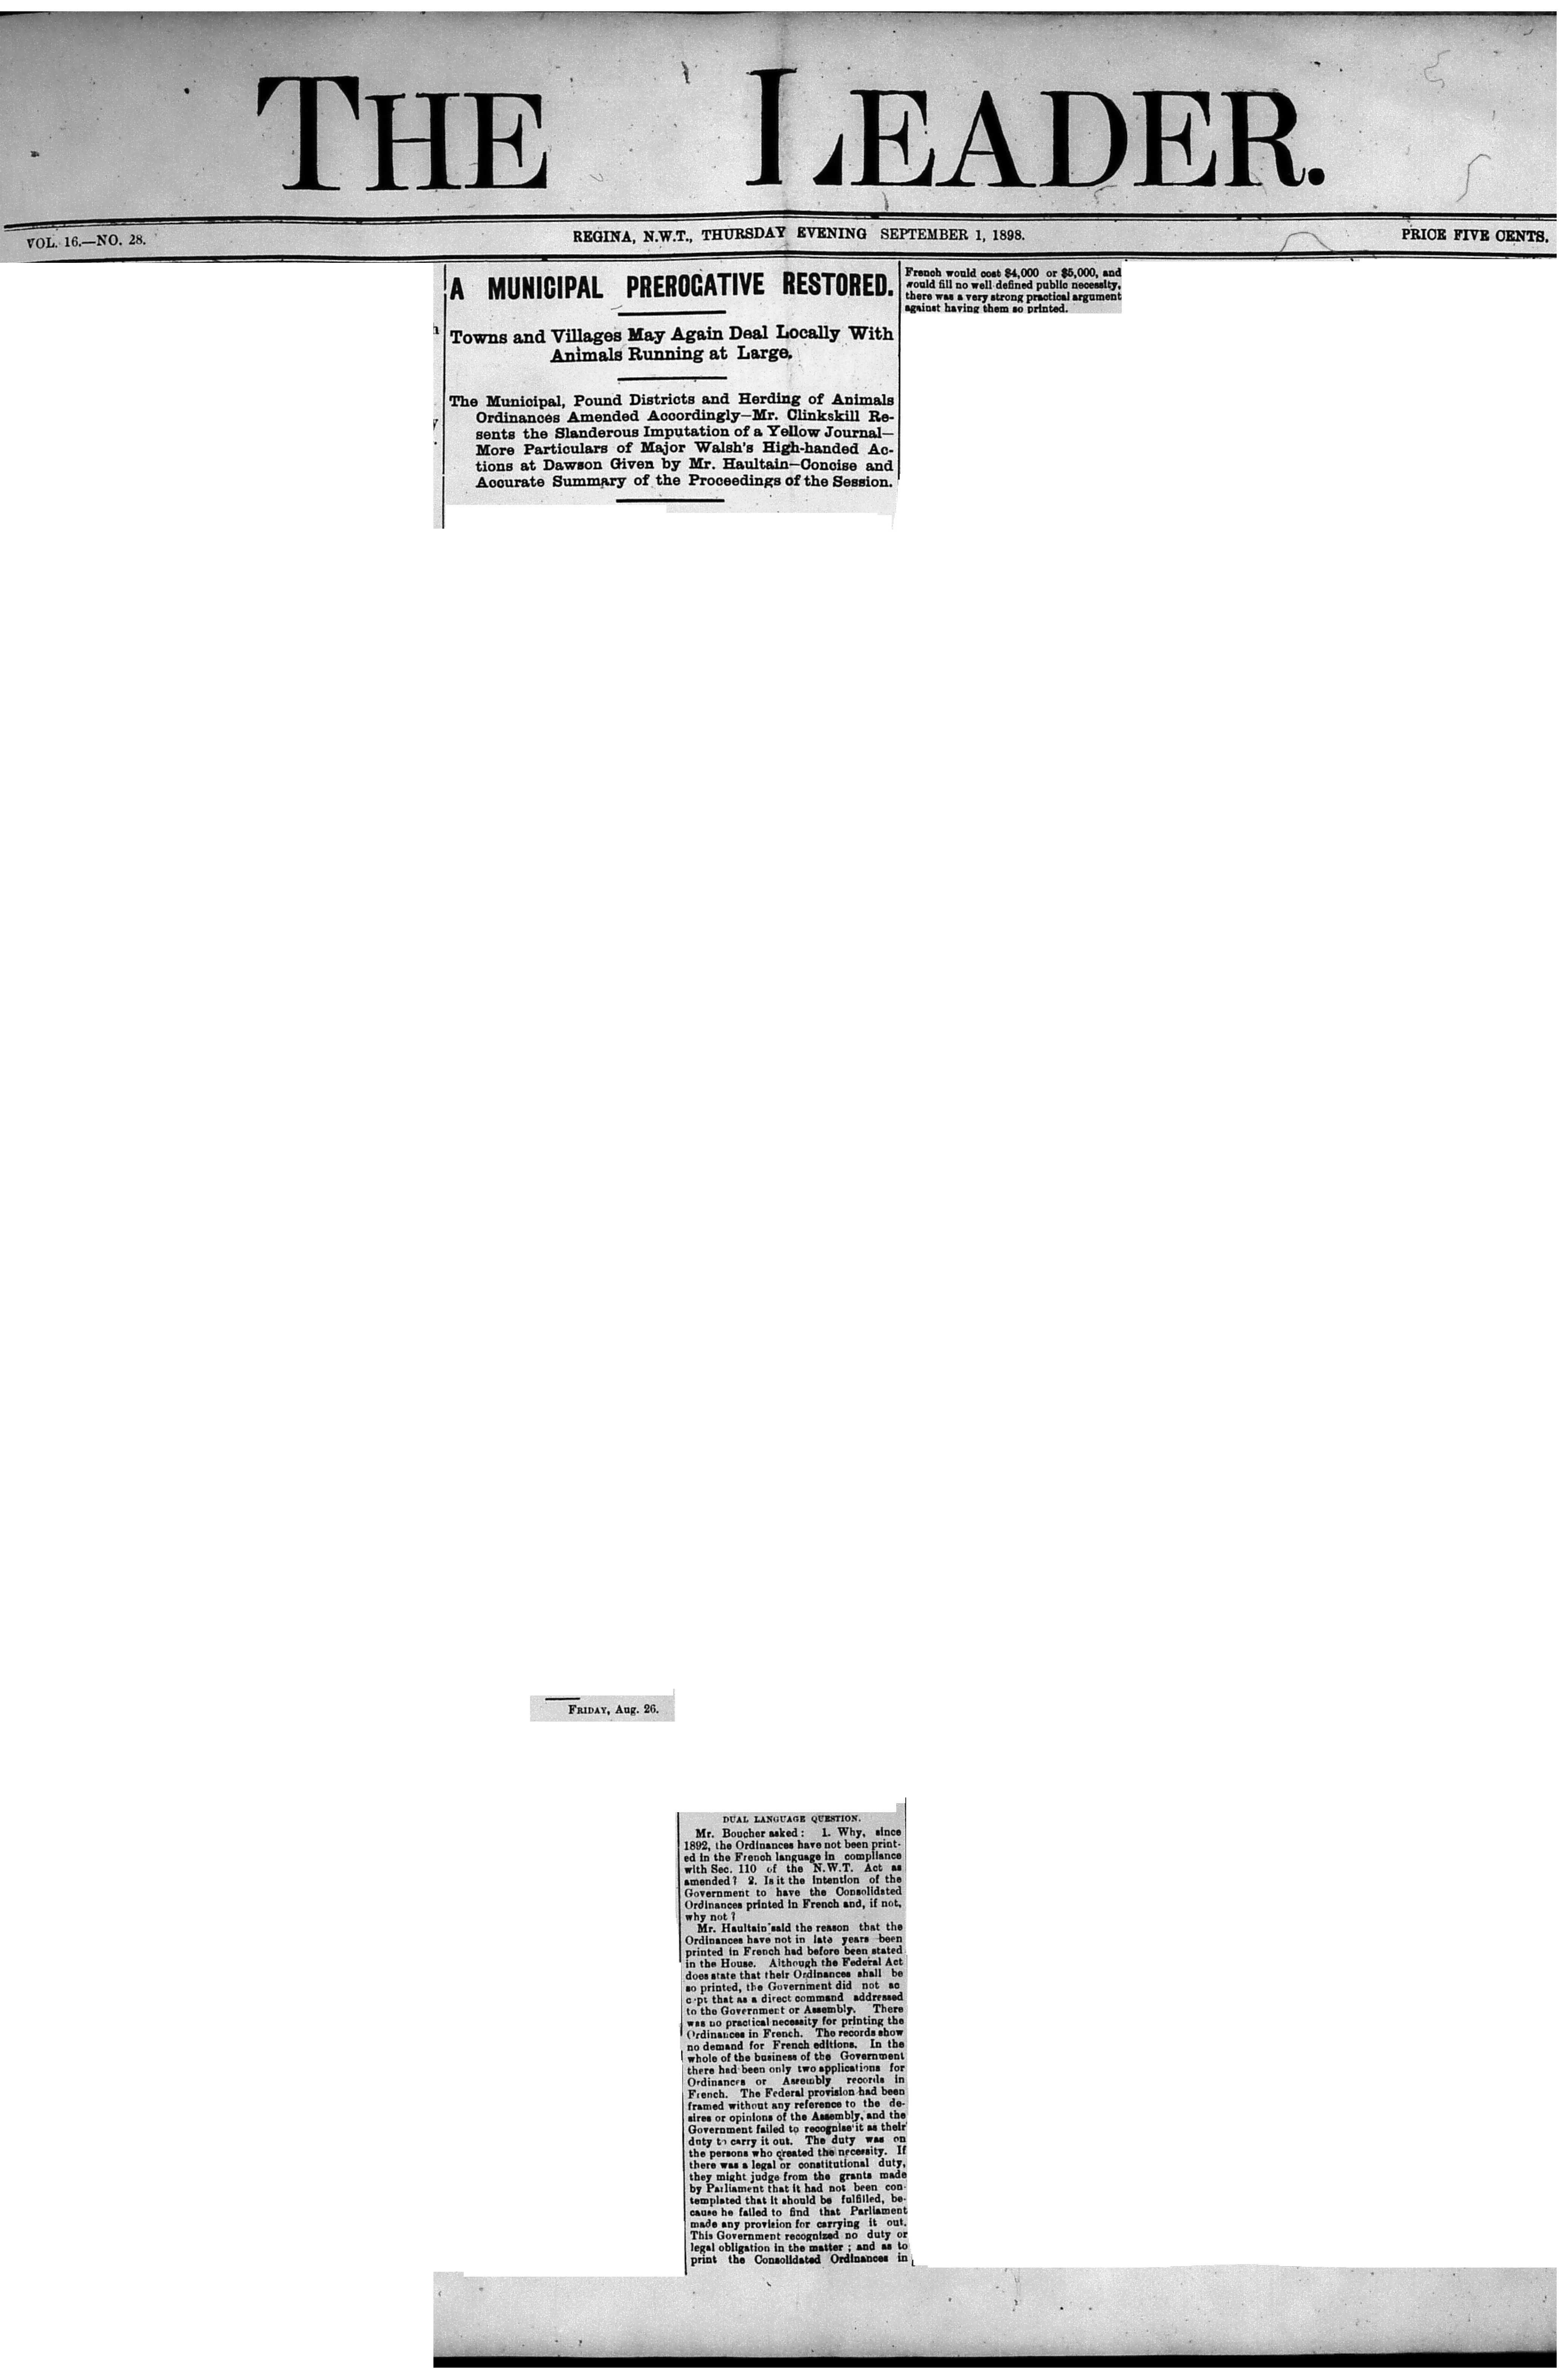 THE LEADER.
VOL. 16.—NO. 28.
REGINA, N.W.T., THURSDAY EVENING SEPTEMBER 1, 1898.
PRICE FIVE CENTS.
A MUNICIPAL PREROGATIVE RESTORED.
Towns and Villages May Again Deal Locally With
Animals Running at Large.
The Municipal, Pound Districts and Herding of Animals
Ordinances Amended Accordingly—Mr. Clinkskill Re-
sents the Slanderous Imputation of a Yellow Journal—
More Particulars of Major Walsh's High-handed Ac-
tions at Dawson Given by Mr. Haultain—Concise and
Accurate Summary of the Proceedings of the Session.
FRIDAY, Aug. 26.
DUAL LANGUAGE QUESTION.
Mr. Boucher asked: 1. Why, since
1892, the Ordinances have not been print-
ed in the French language in compliance
with Sec. 110 of the N.W.T. Act as
amended? 2. Is it the intention of the
Government to have the Consolidated
Ordinances printed in French and, if not,
why not?
Mr. Haultain said the reason that the
Ordinances have not in late years been
printed in French had before been stated
in the House. Although the Federal Act
does state that their Ordinances shall be
so printed, the Government did not ac
cept that as a direct command addressed
to the Government or Assembly. There
was no practical necessity for printing the
Ordinances in French. The records show
no demand for French editions. In the
whole of the business of the Government
there had been only two applications for
Ordinances or Assembly records in
French. The Federal provision had been
framed without any reference to the de-
sires or opinions of the Assembly, and the
Government failed to recognise it as their
duty to carry it out. The duty was on
the persons who created the necessity. If
there was a legal or constitutional duty,
they might judge from the grants made
by Parliament that it had not been con-
templated that it should be fulfilled, be-
cause he failed to find that Parliament
made any provision for carrying it out.
This Government recognized no duty or
legal obligation in the matter; and as to
print the Consolidated Ordinances in
French would cost $4,000 or $5,000, and
would fill no well defined public necessity,
there was a very strong practical argument
against having them so printed.